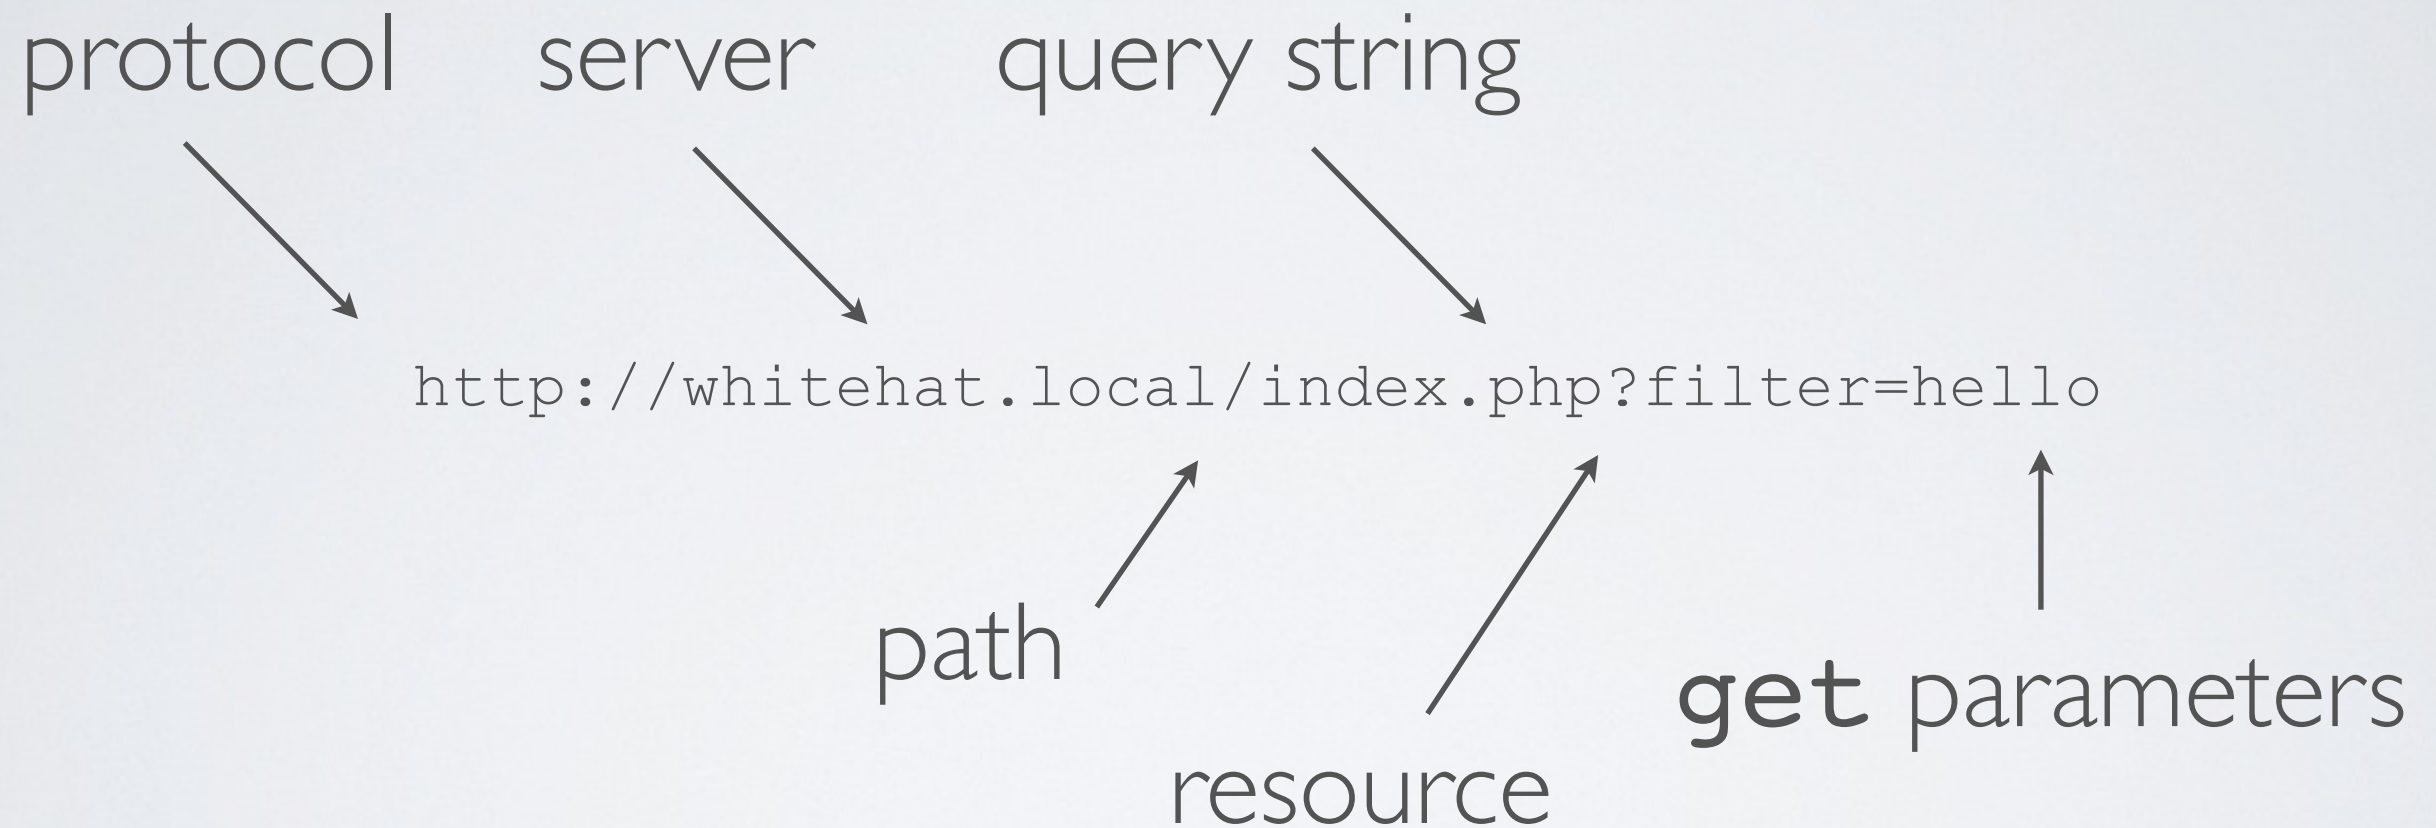 protocol server query string
http://whitehat.local/index.php?filter=hello
path
get parameters
resource